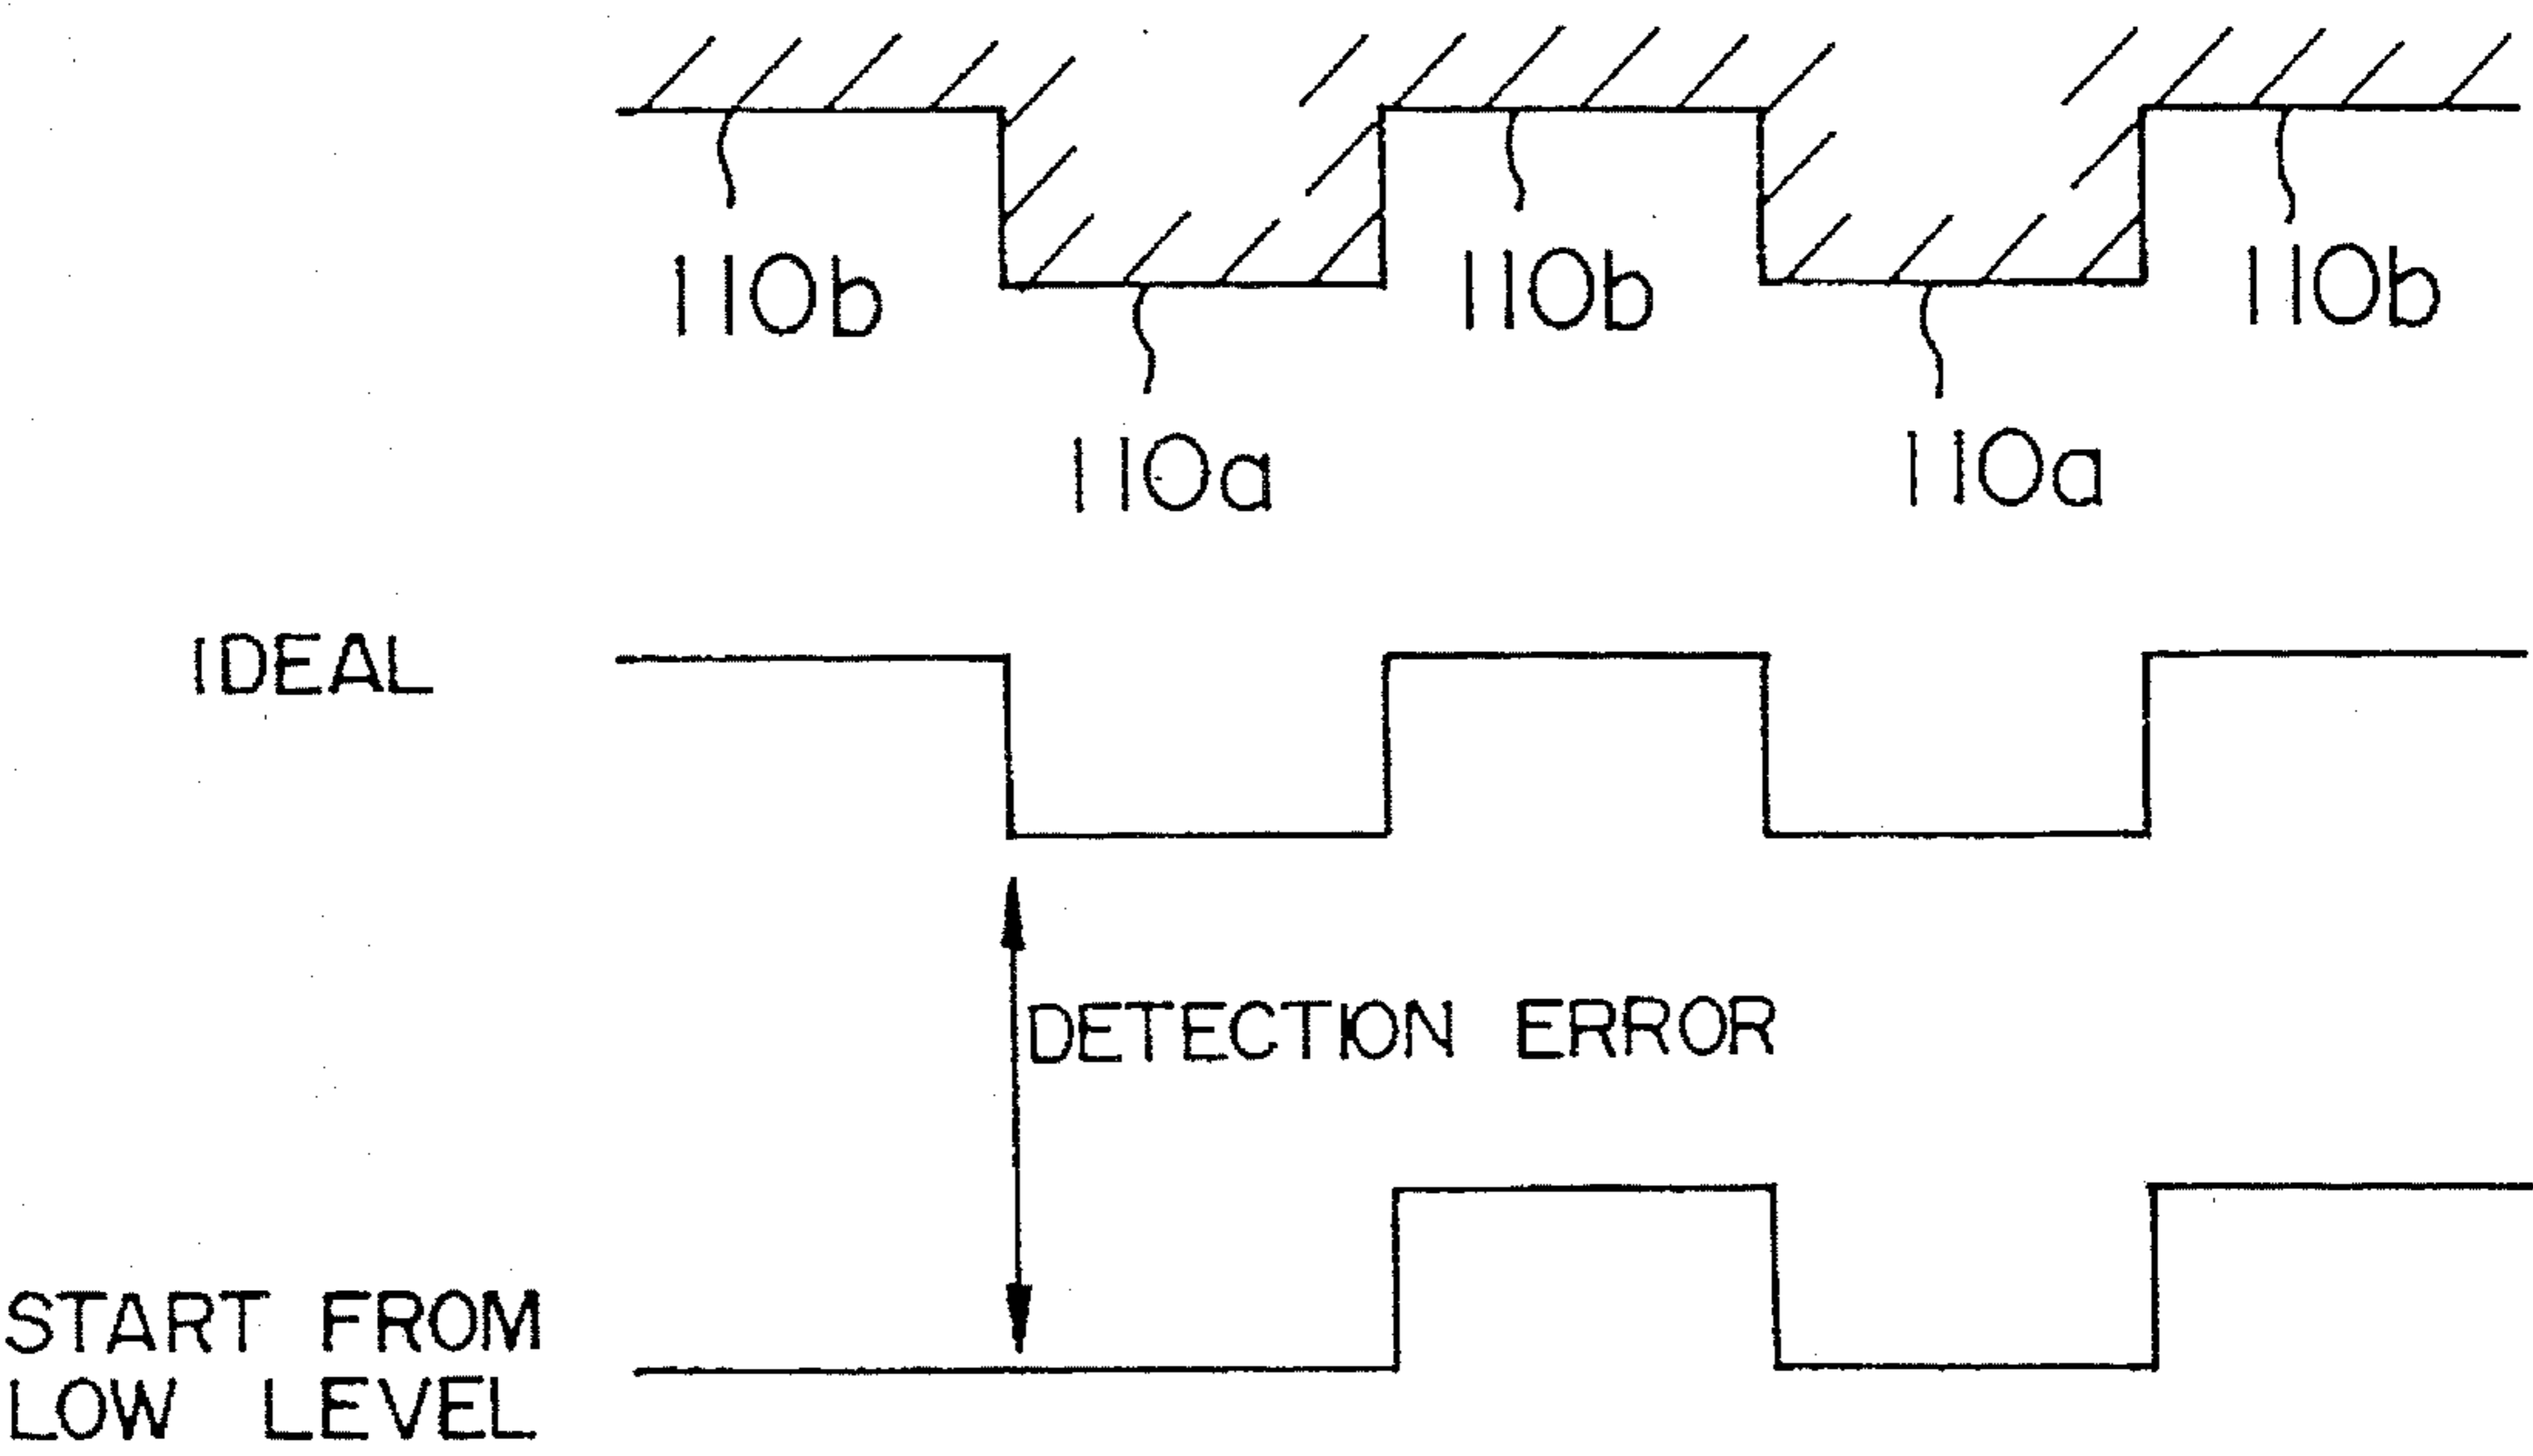 110b 110b 110b
110a 110a
IDEAL
DETECTION ERROR
START FROM
LOW LEVEL